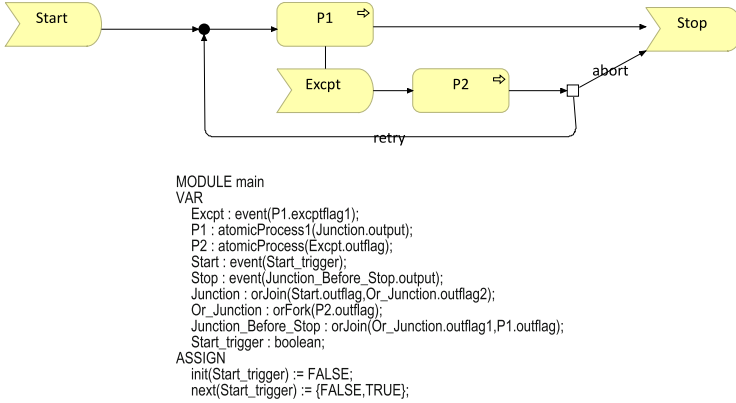 Start
P1
Stop
Excpt
P2
abort
retry
MODULE main
VAR
Excpt : event(P1.exceptflag1);
P1 : atomicProcess1(Junction.output);
P2 : atomicProcess(Excpt.outflag);
Start : event(Start_trigger);
Stop : event(Junction_Before_Stop.output);
Junction : orJoin(Start.outflag,Or_Junction.outflag2);
Or_Junction : orFork(P2.outflag);
Junction_Before_Stop : orJoin(Or_Junction.outflag1,P1.outflag);
Start_trigger : boolean;
ASSIGN
init(Start_trigger) := FALSE;
next(Start_trigger) := {FALSE,TRUE};